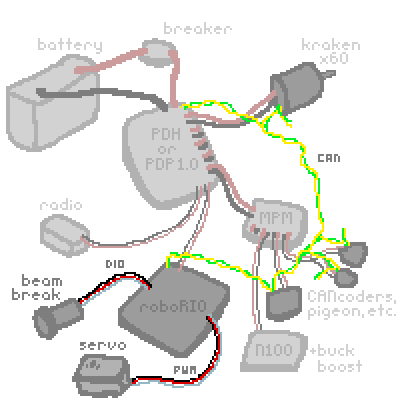 breaker
battery
kraken
x60
PDH
or
PDP1.0
CAN
radio
MPM
DIO
beam
break
roboRIO
CANcoders,
pigeon,etc.
servo
PWM
N100
+buck
boost